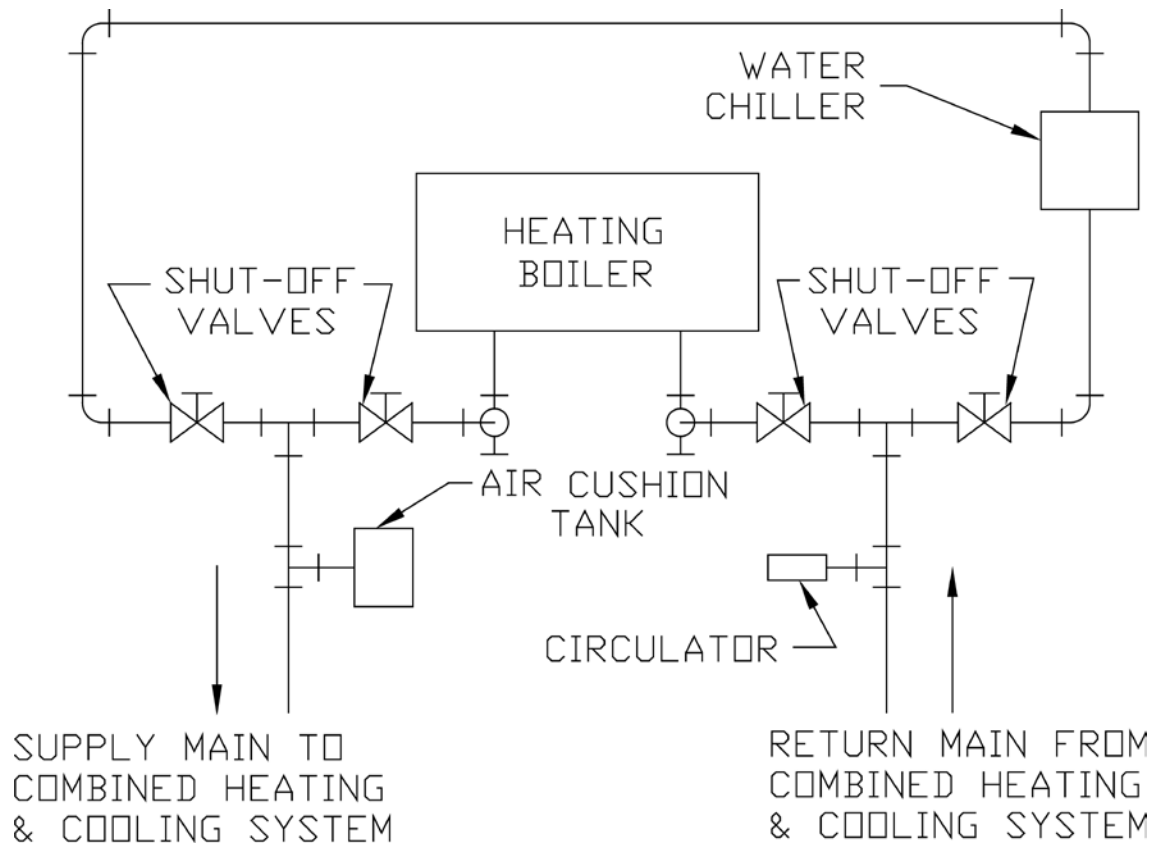 WATER
CHILLER
HEATING
BOILER
SHUT-OFF
VALVES
SHUT-OFF
VALVES
AIR CUSHION
TANK
CIRCULATOR
SUPPLY MAIN TO
COMBINED HEATING
& COOLING SYSTEM
RETURN MAIN FROM
COMBINED HEATING
& COOLING SYSTEM